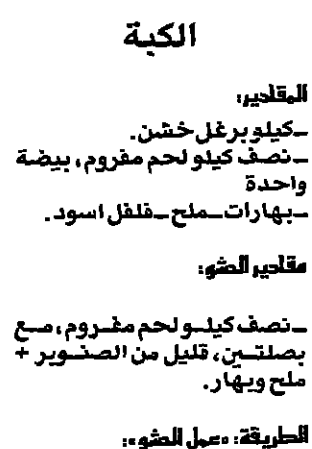 الكبة
المقادير:
ـ كيلو برغل خشن.
ـ نصف كيلو لحم مفروم، بيضة
واحدة
ـ بهارات ـ ملح ـ فلفل اسود.
مقادير الحشو:
ـ نصف كيلو لحم مفروم، مع
بصلتين، قليل من الصنوبر +
ملح وبهار.
الطريقة: «عمل الحشو»: